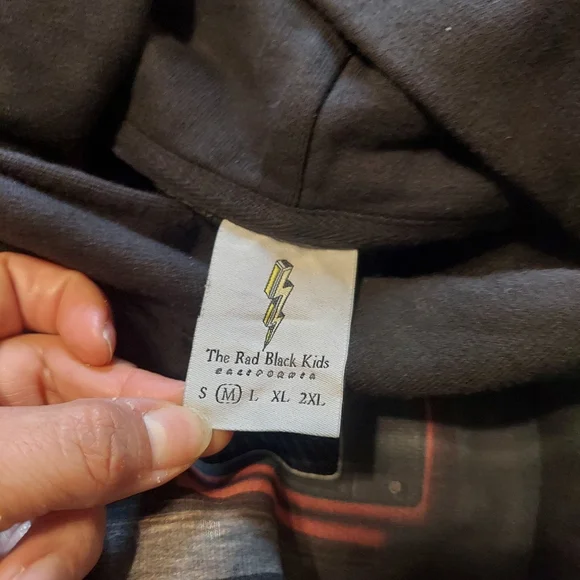 The Rad Black Kids
california
S M L XL 2XL